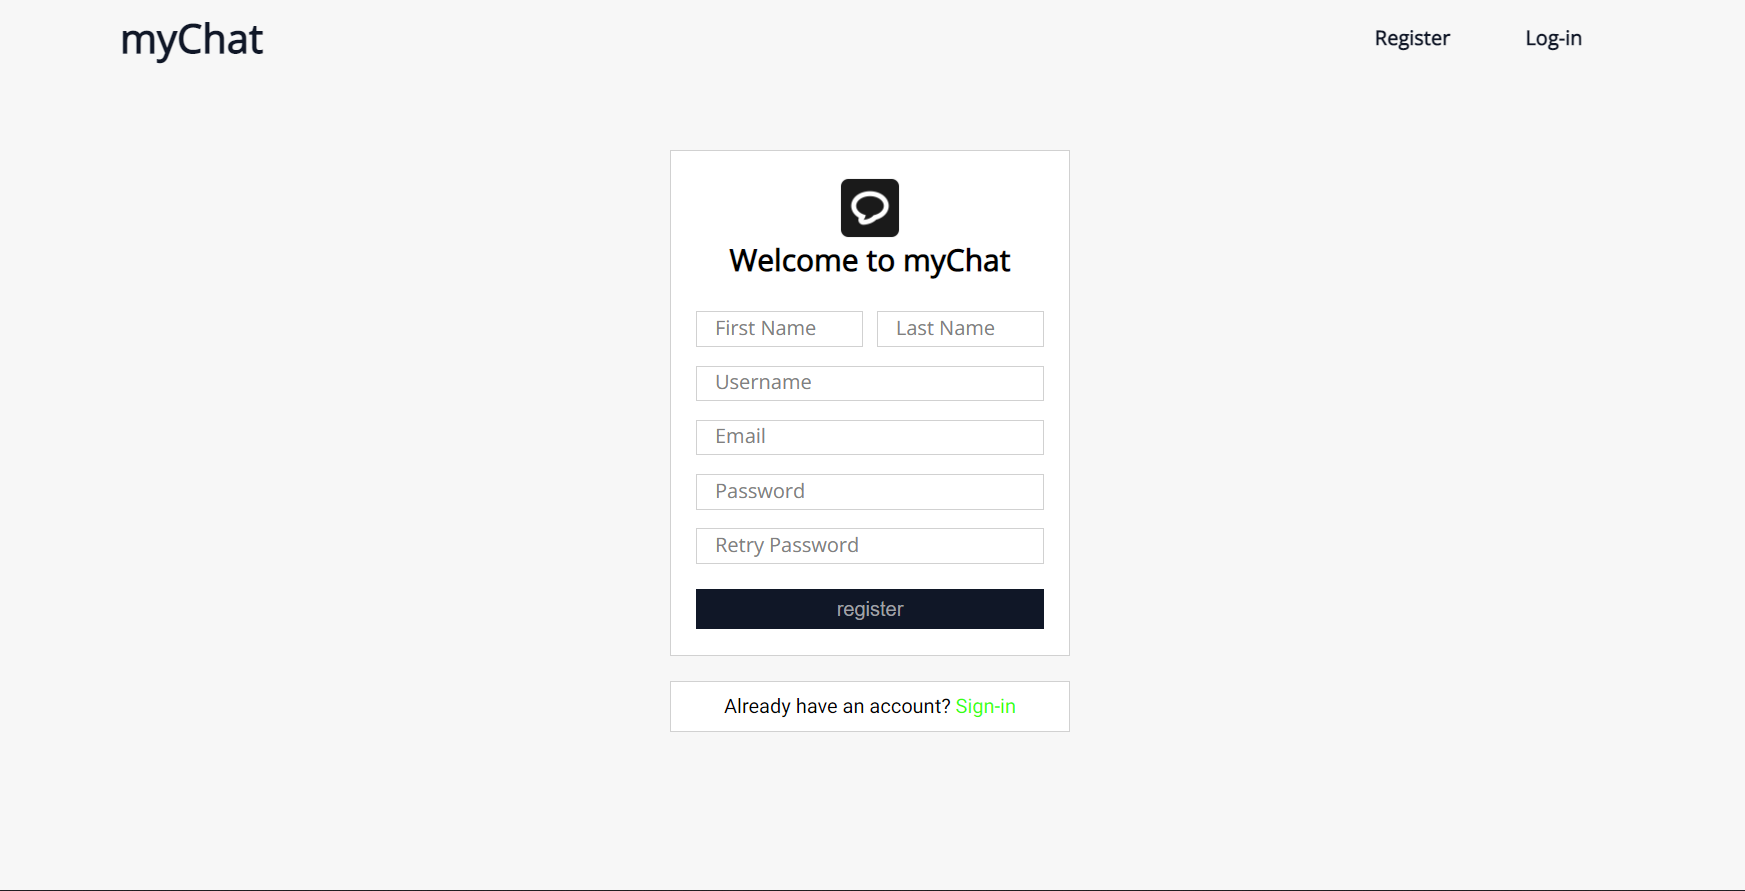 myChat
Register
Log-in
Welcome to myChat
First Name
Last Name
Username
Email
Password
Retry Password
register
Already have an account? Sign-in